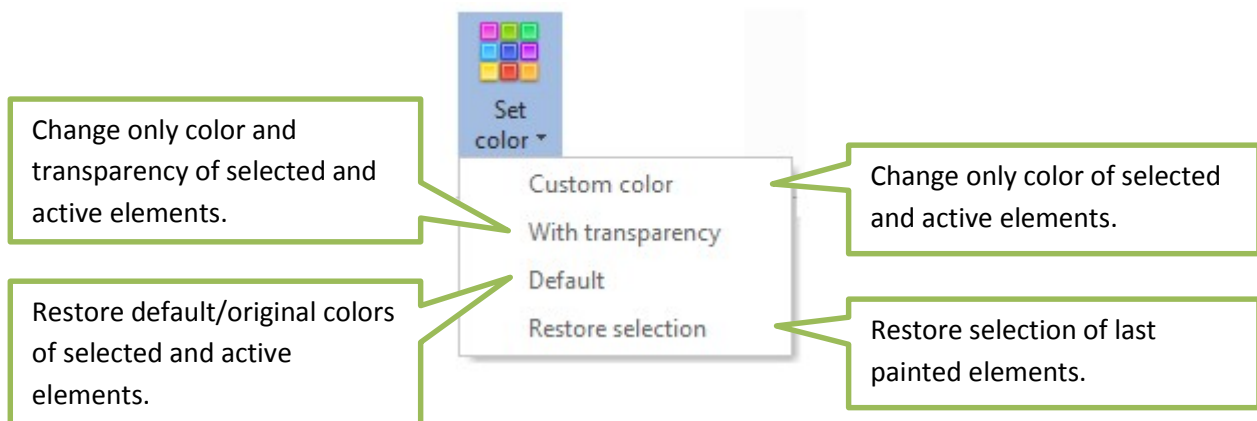 Set
color
Change only color and
transparency of selected and
active elements.
Custom color
With transparency
Default
Restore selection
Change only color of selected
and active elements.
Restore default/original colors
of selected and active
elements.
Restore selection of last
painted elements.